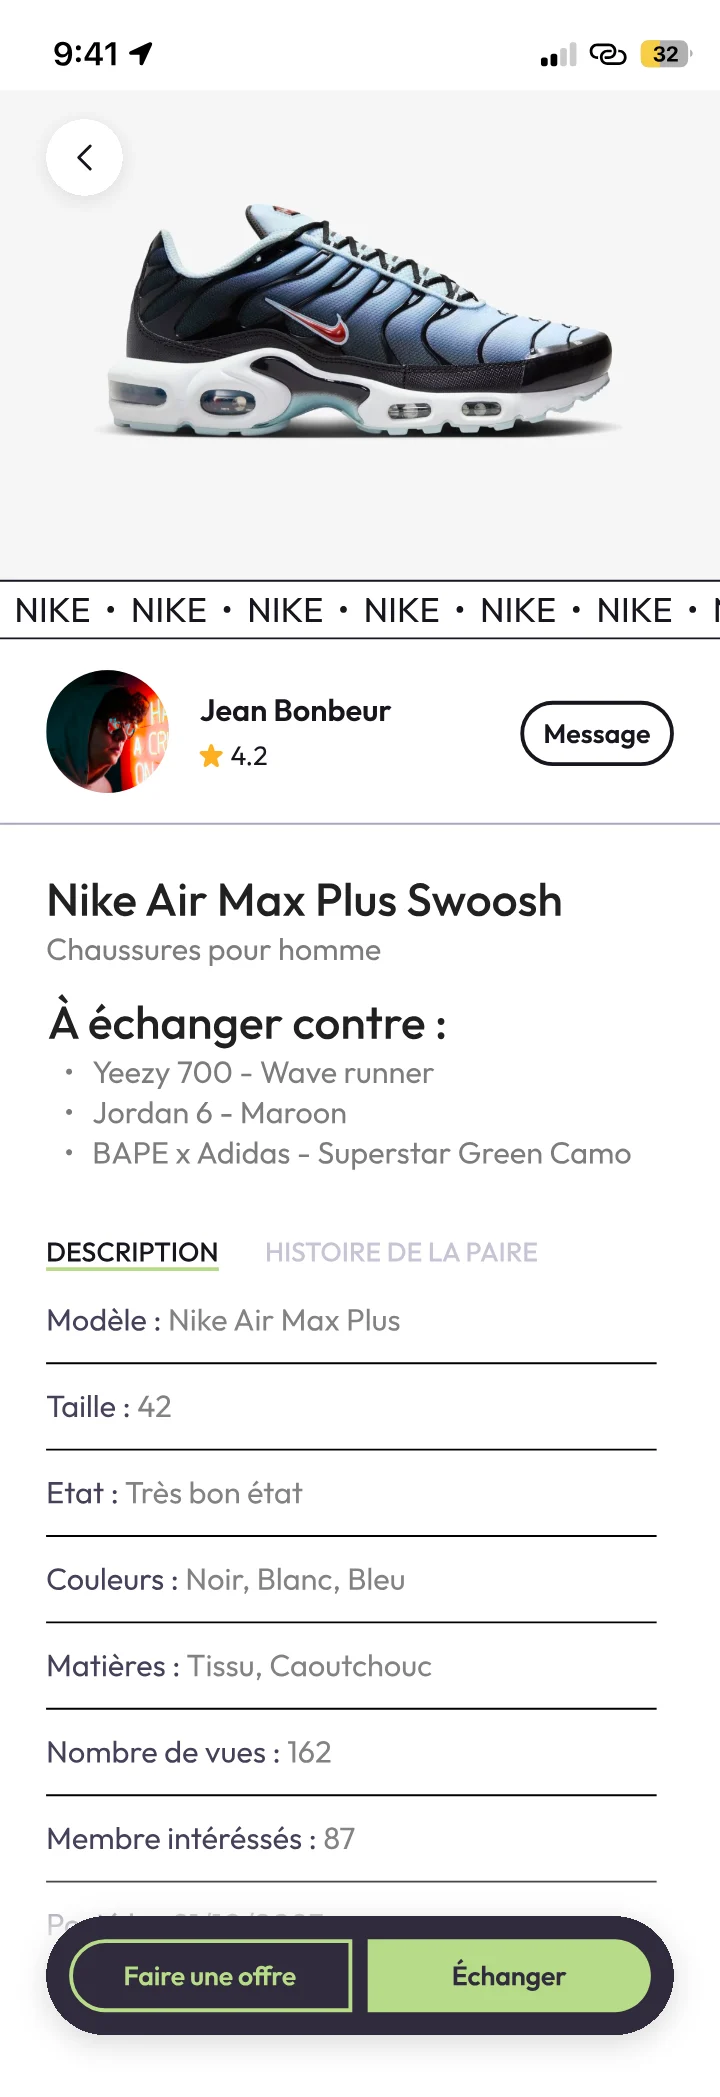 9:41
32
NIKE • NIKE • NIKE • NIKE • NIKE • NIKE •
Jean Bonbeur
4.2
Message
Nike Air Max Plus Swoosh
Chaussures pour homme
À échanger contre :
• Yeezy 700 - Wave runner
• Jordan 6 - Maroon
• BAPE x Adidas - Superstar Green Camo
DESCRIPTION HISTOIRE DE LA PAIRE
Modèle : Nike Air Max Plus
Taille : 42
Etat : Très bon état
Couleurs : Noir, Blanc, Bleu
Matières : Tissu, Caoutchouc
Nombre de vues : 162
Membre intéréssés : 87
Faire une offre
Échanger